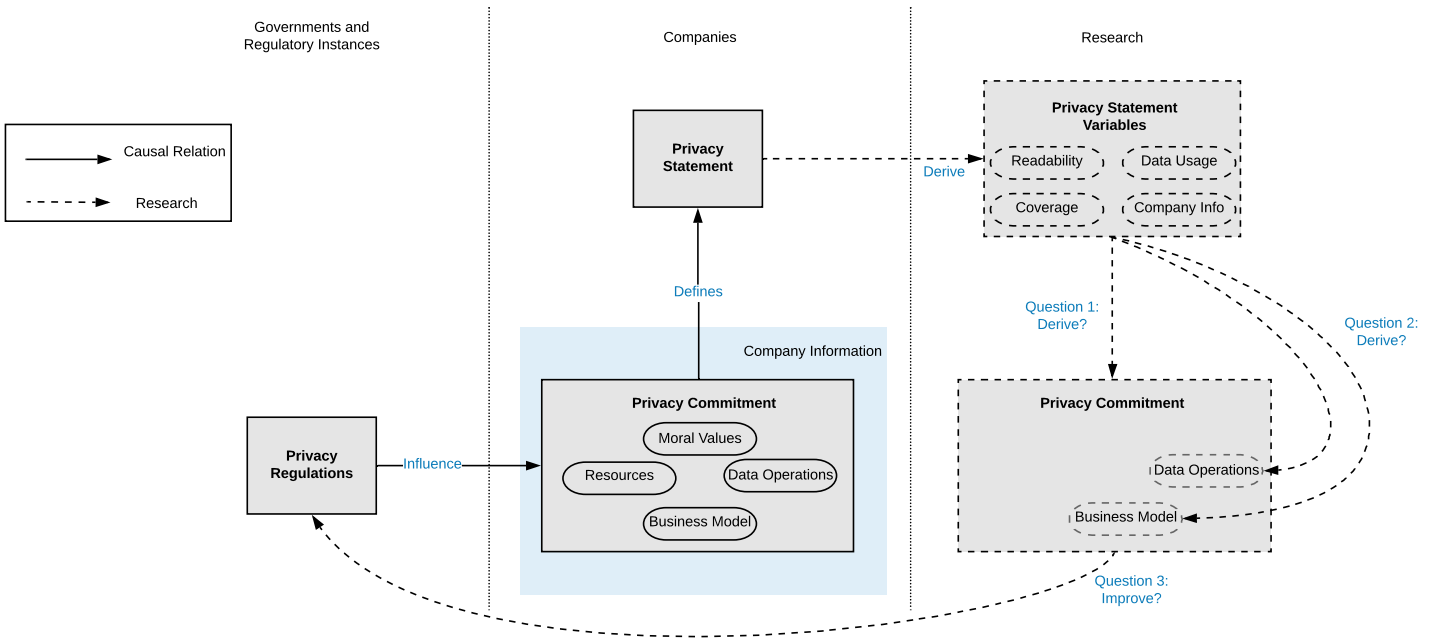 Governments and
Regulatory Instances
Companies
Research
Causal Relation
Research
Privacy
Statement
Derive
Privacy Statement
Variables
Readability
Data Usage
Coverage
Company Info
Defines
Question 1:
Derive?
Question 2:
Derive?
Company Information
Privacy Commitment
Moral Values
Resources
Data Operations
Business Model
Privacy
Regulations
Influence
Privacy Commitment
Data Operations
Business Model
Question 3:
Improve?